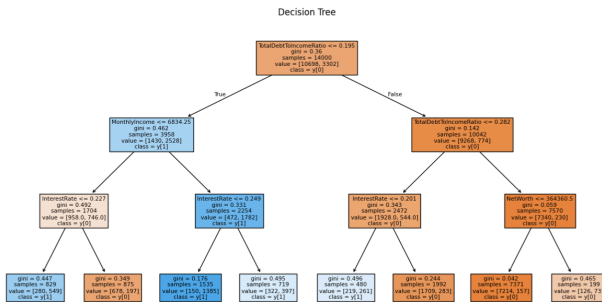 Decision Tree
TotalDebtToIncomeRatio <= 0.195
gini = 0.36
samples = 14000
value = [10698, 3302]
class = y[0]
True
False
MonthlyIncome <= 6834.25
gini = 0.462
samples = 3958
value = [1430, 2528]
class = y[1]
TotalDebtToIncomeRatio <= 0.282
gini = 0.142
samples = 10042
value = [9268, 774]
class = y[0]
InterestRate <= 0.227
gini = 0.492
samples = 1704
value = [958.0, 746.0]
class = y[0]
InterestRate <= 0.249
gini = 0.331
samples = 2254
value = [472, 1782]
class = y[1]
InterestRate <= 0.201
gini = 0.343
samples = 2472
value = [1928.0, 544.0]
class = y[0]
NetWorth <= 364360.5
gini = 0.059
samples = 7570
value = [7340, 230]
class = y[0]
gini = 0.447
samples = 829
value = [280, 549]
class = y[1]
gini = 0.349
samples = 875
value = [678, 197]
class = y[0]
gini = 0.176
samples = 1535
value = [150, 1385]
class = y[1]
gini = 0.495
samples = 719
value = [322, 397]
class = y[1]
gini = 0.496
samples = 480
value = [219, 261]
class = y[1]
gini = 0.244
samples = 1992
value = [1709, 283]
class = y[0]
gini = 0.042
samples = 7371
value = [7214, 157]
class = y[0]
gini = 0.465
samples = 199
value = [126, 73
class = y[0]